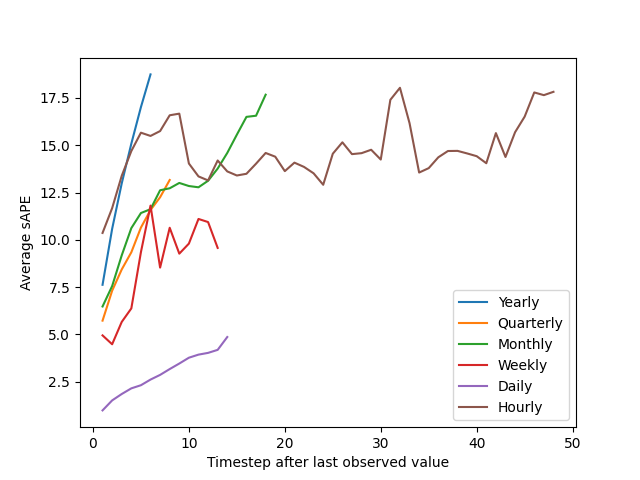 17.5
15.0
12.5
10.0
7.5
5.0
2.5
Average sAPE
0 10 20 30 40 50
Timestep after last observed value
Yearly
Quarterly
Monthly
Weekly
Daily
Hourly